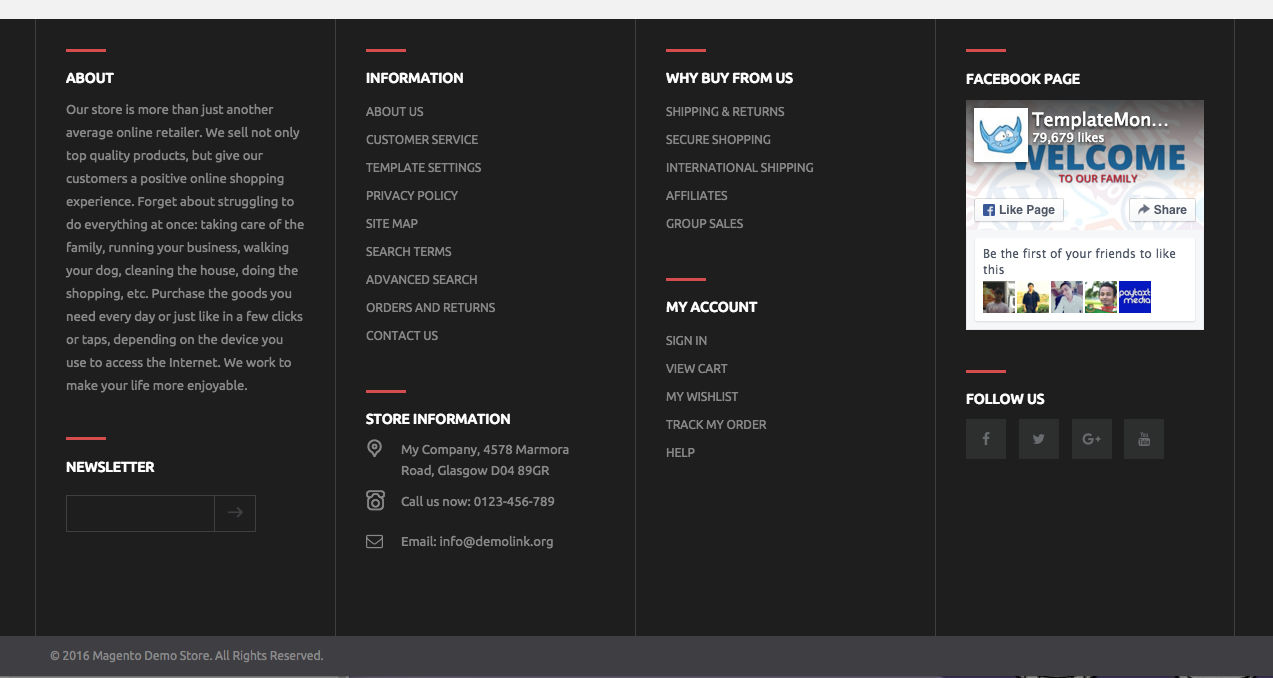 ABOUT
Our store is more than just another
average online retailer. We sell not only
top quality products, but give our
customers a positive online shopping
experience. Forget about struggling to
do everything at once: taking care of the
family, running your business, walking
your dog, cleaning the house, doing the
shopping, etc. Purchase the goods you
need every day or just like in a few clicks
or taps, depending on the device you
use to access the Internet. We work to
make your life more enjoyable.
NEWSLETTER
INFORMATION
ABOUT US
CUSTOMER SERVICE
TEMPLATE SETTINGS
PRIVACY POLICY
SITE MAP
SEARCH TERMS
ADVANCED SEARCH
ORDERS AND RETURNS
CONTACT US
STORE INFORMATION
My Company, 4578 Marmora
Road, Glasgow D04 89GR
Call us now: 0123-456-789
Email: info@demolink.org
WHY BUY FROM US
SHIPPING & RETURNS
SECURE SHOPPING
INTERNATIONAL SHIPPING
AFFILIATES
GROUP SALES
MY ACCOUNT
SIGN IN
VIEW CART
MY WISHLIST
TRACK MY ORDER
HELP
FACEBOOK PAGE
TemplateMon...
79,679 likes
WELCOME
TO OUR FAMILY
Like Page
Share
Be the first of your friends to like
this
paytoxt
media
FOLLOW US
You
© 2016 Magento Demo Store. All Rights Reserved.